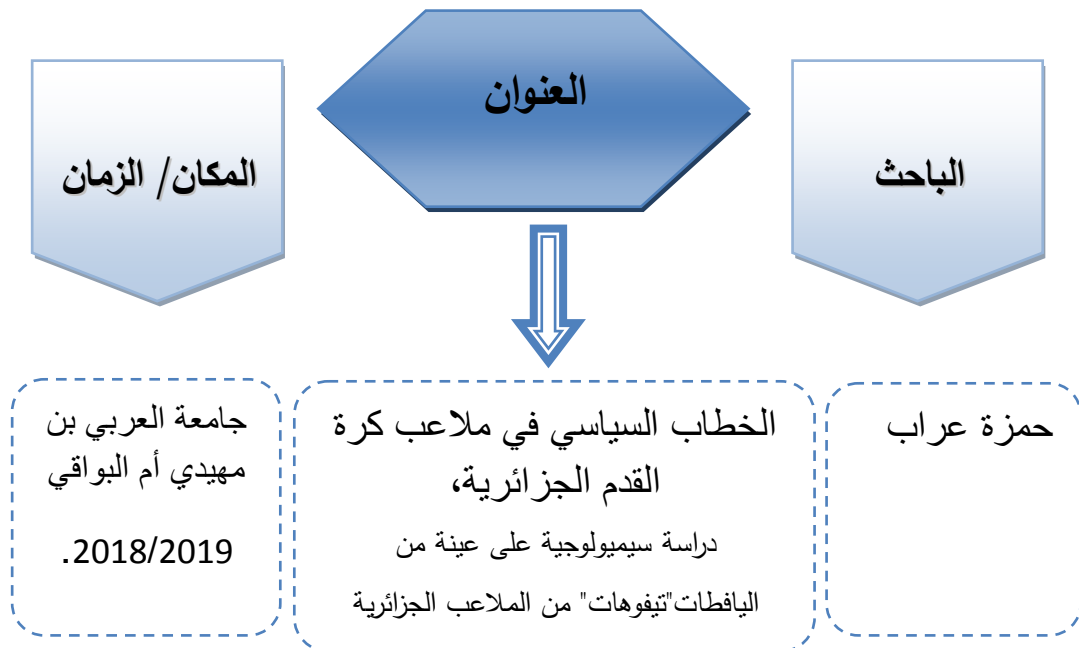 العنوان
الباحث
المكان/ الزمان
حمزة عراب
الخطاب السياسي في ملاعب كرة
القدم الجزائرية،
دراسة سيميولوجية على عينة من
اليافطات"تيفوهات" من الملاعب الجزائرية
جامعة العربي بن
مهيدي أم البواقي
2018/2019.